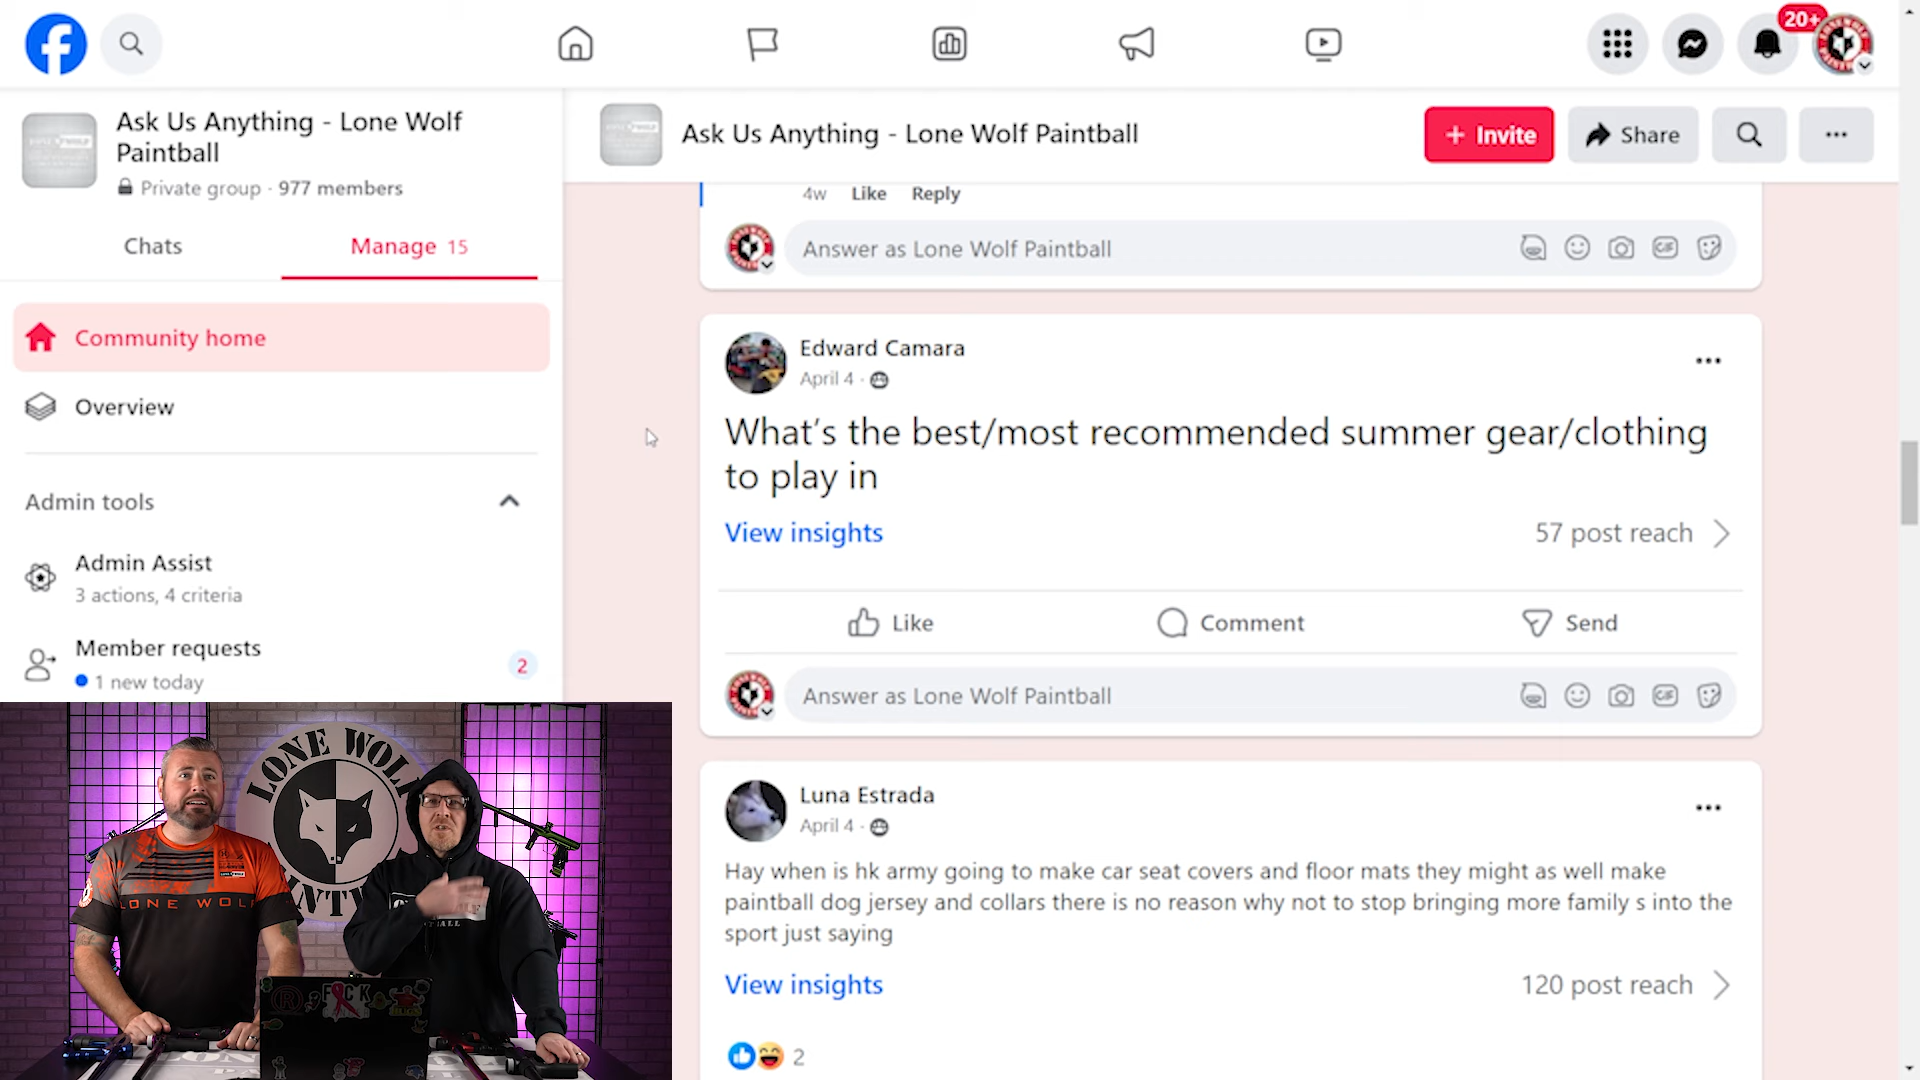 20+
Ask Us Anything - Lone Wolf
Paintball
Private group · 977 members
Chats
Manage 15
Community home
Overview
Admin tools
Admin Assist
3 actions, 4 criteria
Member requests
1 new today
2
Ask Us Anything - Lone Wolf Paintball
+ Invite
Share
4w Like Reply
Answer as Lone Wolf Paintball
GIF
Edward Camara
April 4 ·
What’s the best/most recommended summer gear/clothing
to play in
View insights
57 post reach
Like
Comment
Send
Answer as Lone Wolf Paintball
GIF
Luna Estrada
April 4 ·
Hay when is hk army going to make car seat covers and floor mats they might as well make
paintball dog jersey and collars there is no reason why not to stop bringing more family s into the
sport just saying
View insights
120 post reach
2
LONE WOLF
LONE WOL